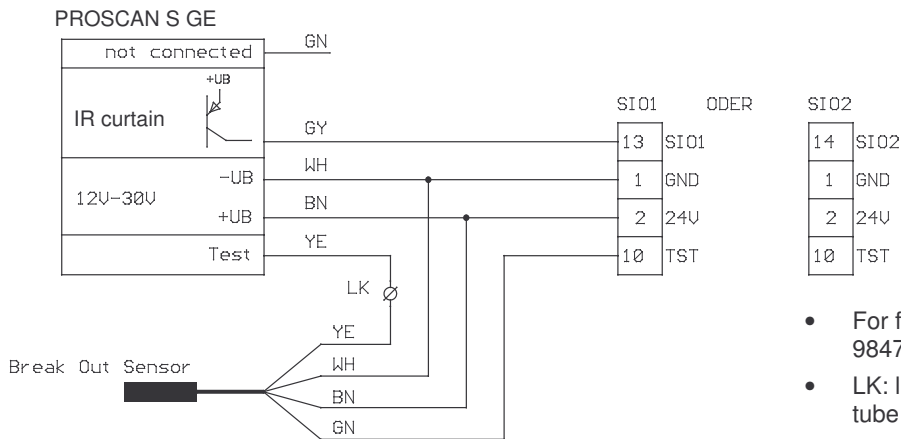 PROSCAN S GE
not connected GN
+UB
IR curtain
GY
WH
-UB
12V-30V
BN
+UB
YE
Test
LK
YE
Break Out Sensor
WH
BN
GN
SIO1 ODER SIO2
13 SIO1
1 GND
2 24V
10 TST
14 SIO2
1 GND
2 24V
10 TST
• For f
9847
• LK: l
tube